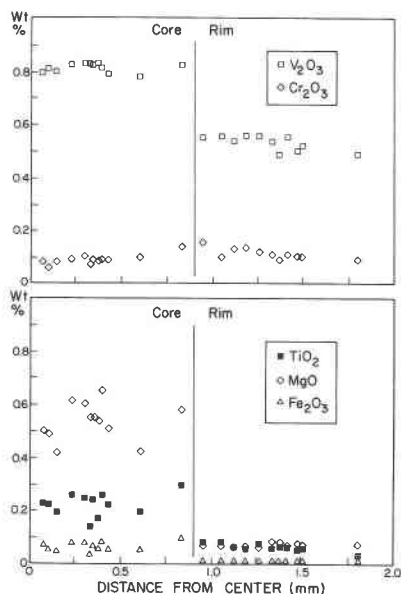 Wt
%
Core Rim
0.8
0.6
0.4
0.2
0
V₂O₃
Cr₂O₃
Wt
%
Core Rim
0.8
0.6
0.4
0.2
0
TiO₂
MgO
Fe₂O₃
0 0.5 1.0 1.5 2.0
DISTANCE FROM CENTER (mm)